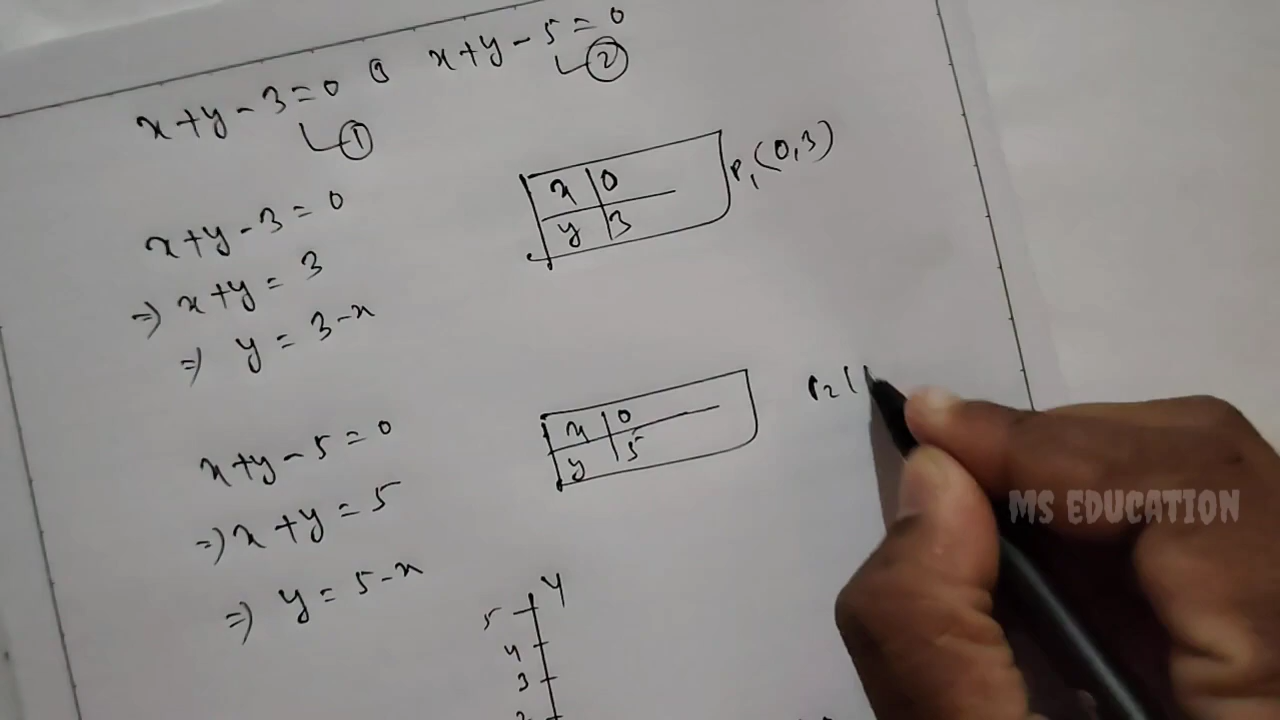 x+y-3=0 & x+y-5=0
① ②
x+y-3=0
⇒ x+y=3
⇒ y=3-x
x 0
y 3
P₁(0,3)
x+y-5=0
⇒ x+y=5
⇒ y=5-x
x 0
y 5
P₂(
Y
5
4
3
2
MS EDUCATION